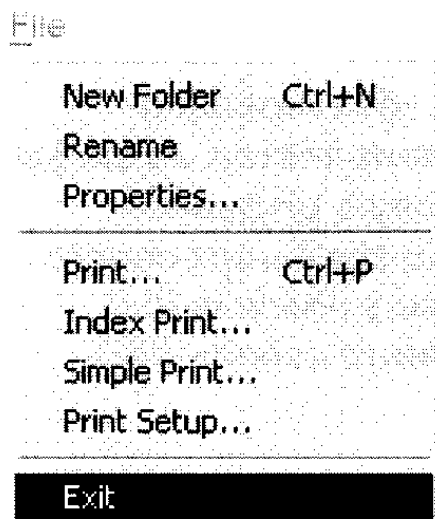 File
New Folder Ctrl+N
Rename
Properties...
Print... Ctrl+P
Index Print...
Simple Print...
Print Setup...
Exit